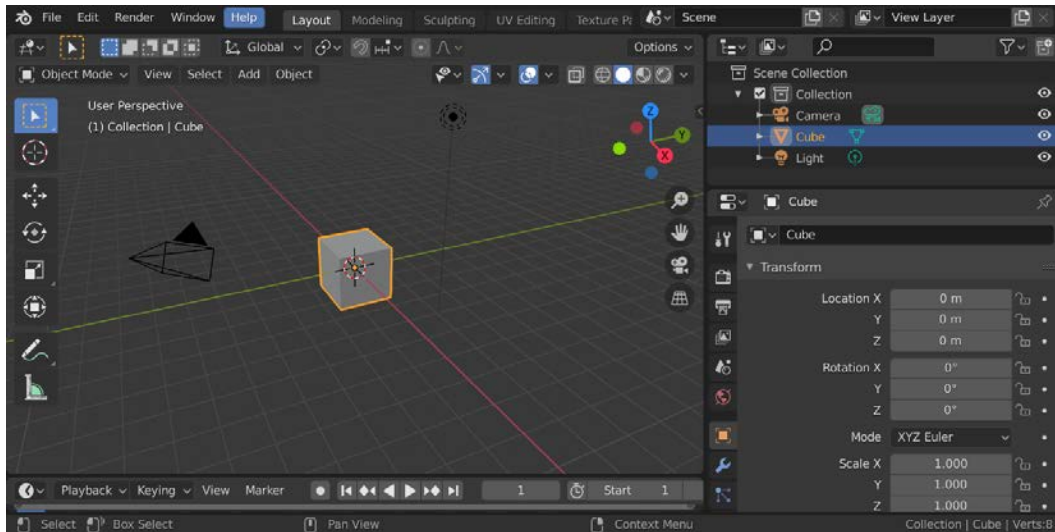 File Edit Render Window Help Layout Modeling Sculpting UV Editing Texture Pa Scene View Layer
Global Options
Object Mode View Select Add Object
User Perspective
(1) Collection | Cube
Z
Y
X
Scene Collection
Collection
Camera
Cube
Light
Cube
Cube
Transform
Location X 0 m
Y 0 m
Z 0 m
Rotation X 0°
Y 0°
Z 0°
Mode XYZ Euler
Scale X 1.000
Y 1.000
Z 1.000
Playback Keying View Marker 1 Start 1
Select Box Select Pan View Context Menu Collection | Cube | Verts:8